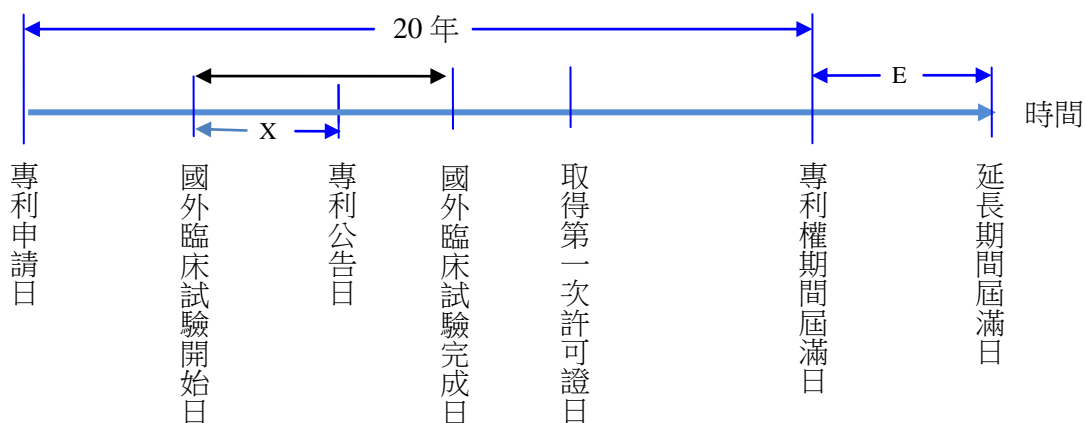 20 年
E
時間
X
專利申請日
國外臨床試驗開始日
專利公告日
國外臨床試驗完成日
取得第一次許可證日
專利權期間屆滿日
延長期間屆滿日